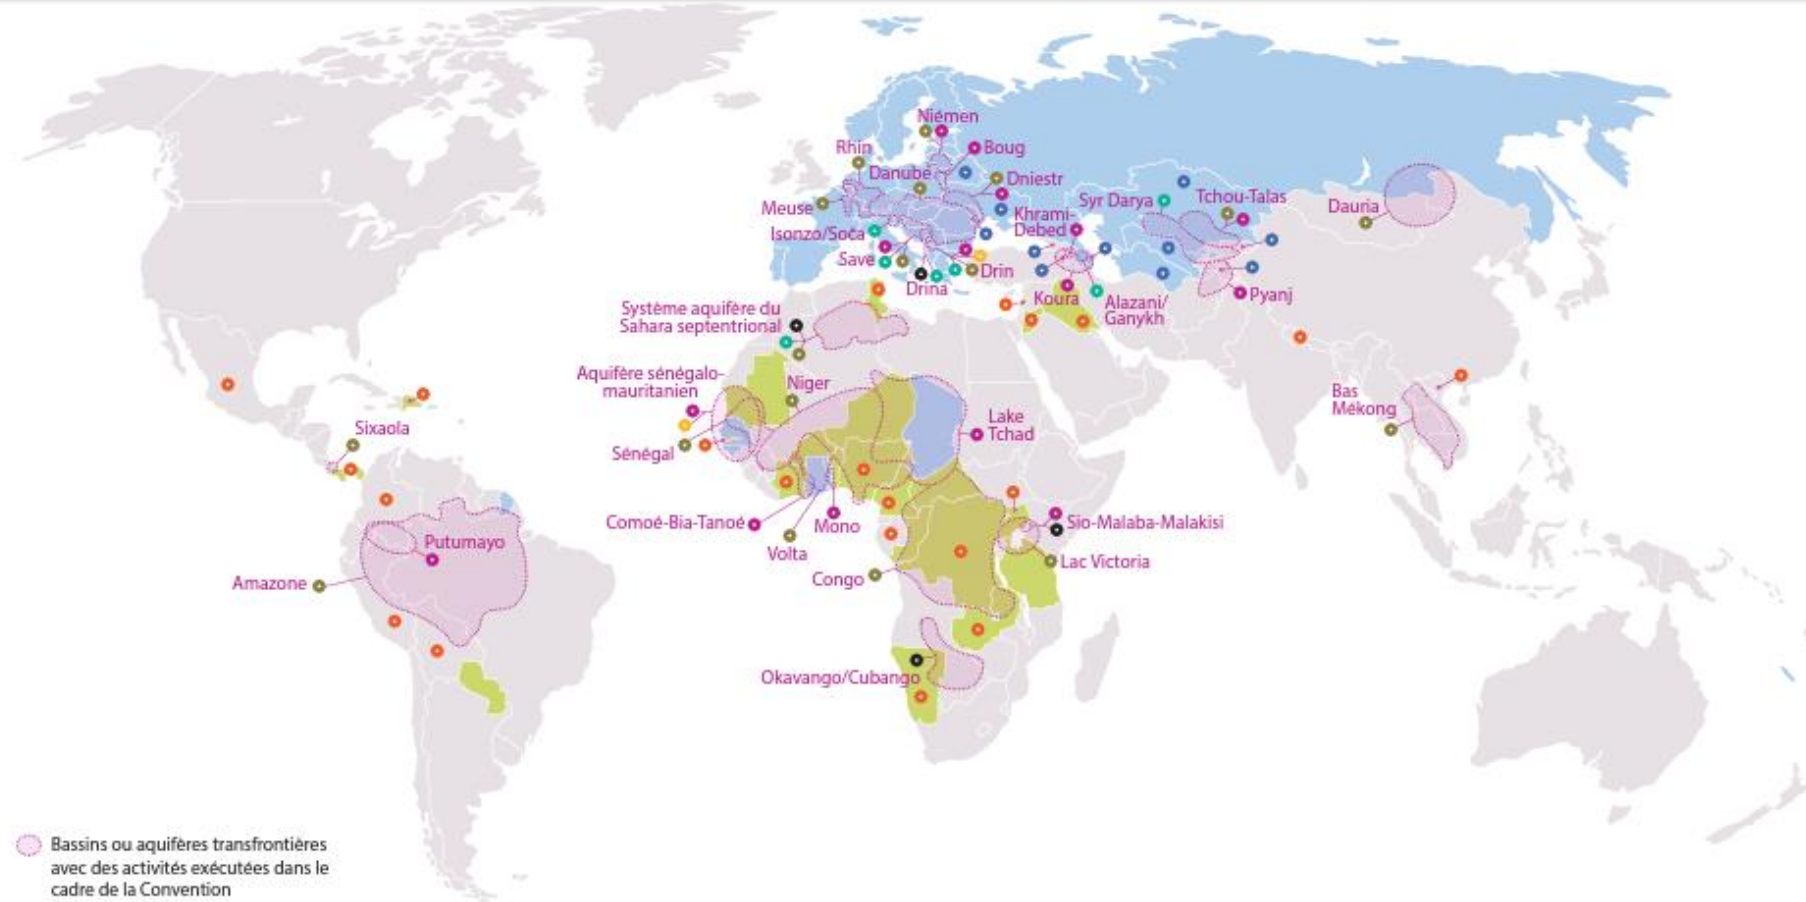 Niémen
Rhin
Boug
Danube
Dniestr
Meuse
Syr Darya
Tchou-Talas
Dauria
Isonzo/Soča
Khrami-
Debed
Save
Drin
Drina
Koura
Alazani/
Ganykh
Pyanj
Système aquifère du
Sahara septentrional
Aquifère sénégalo-
mauritanien
Niger
Bas
Mékong
Sixaola
Sénégal
Lake
Tchad
Comoé-Bia-Tanoé
Mono
Sio-Malaba-Malakisi
Volta
Putumayo
Lac Victoria
Congo
Amazone
Okavango/Cubango
Bassins ou aquifères transfrontières
avec des activités exécutées dans le
cadre de la Convention